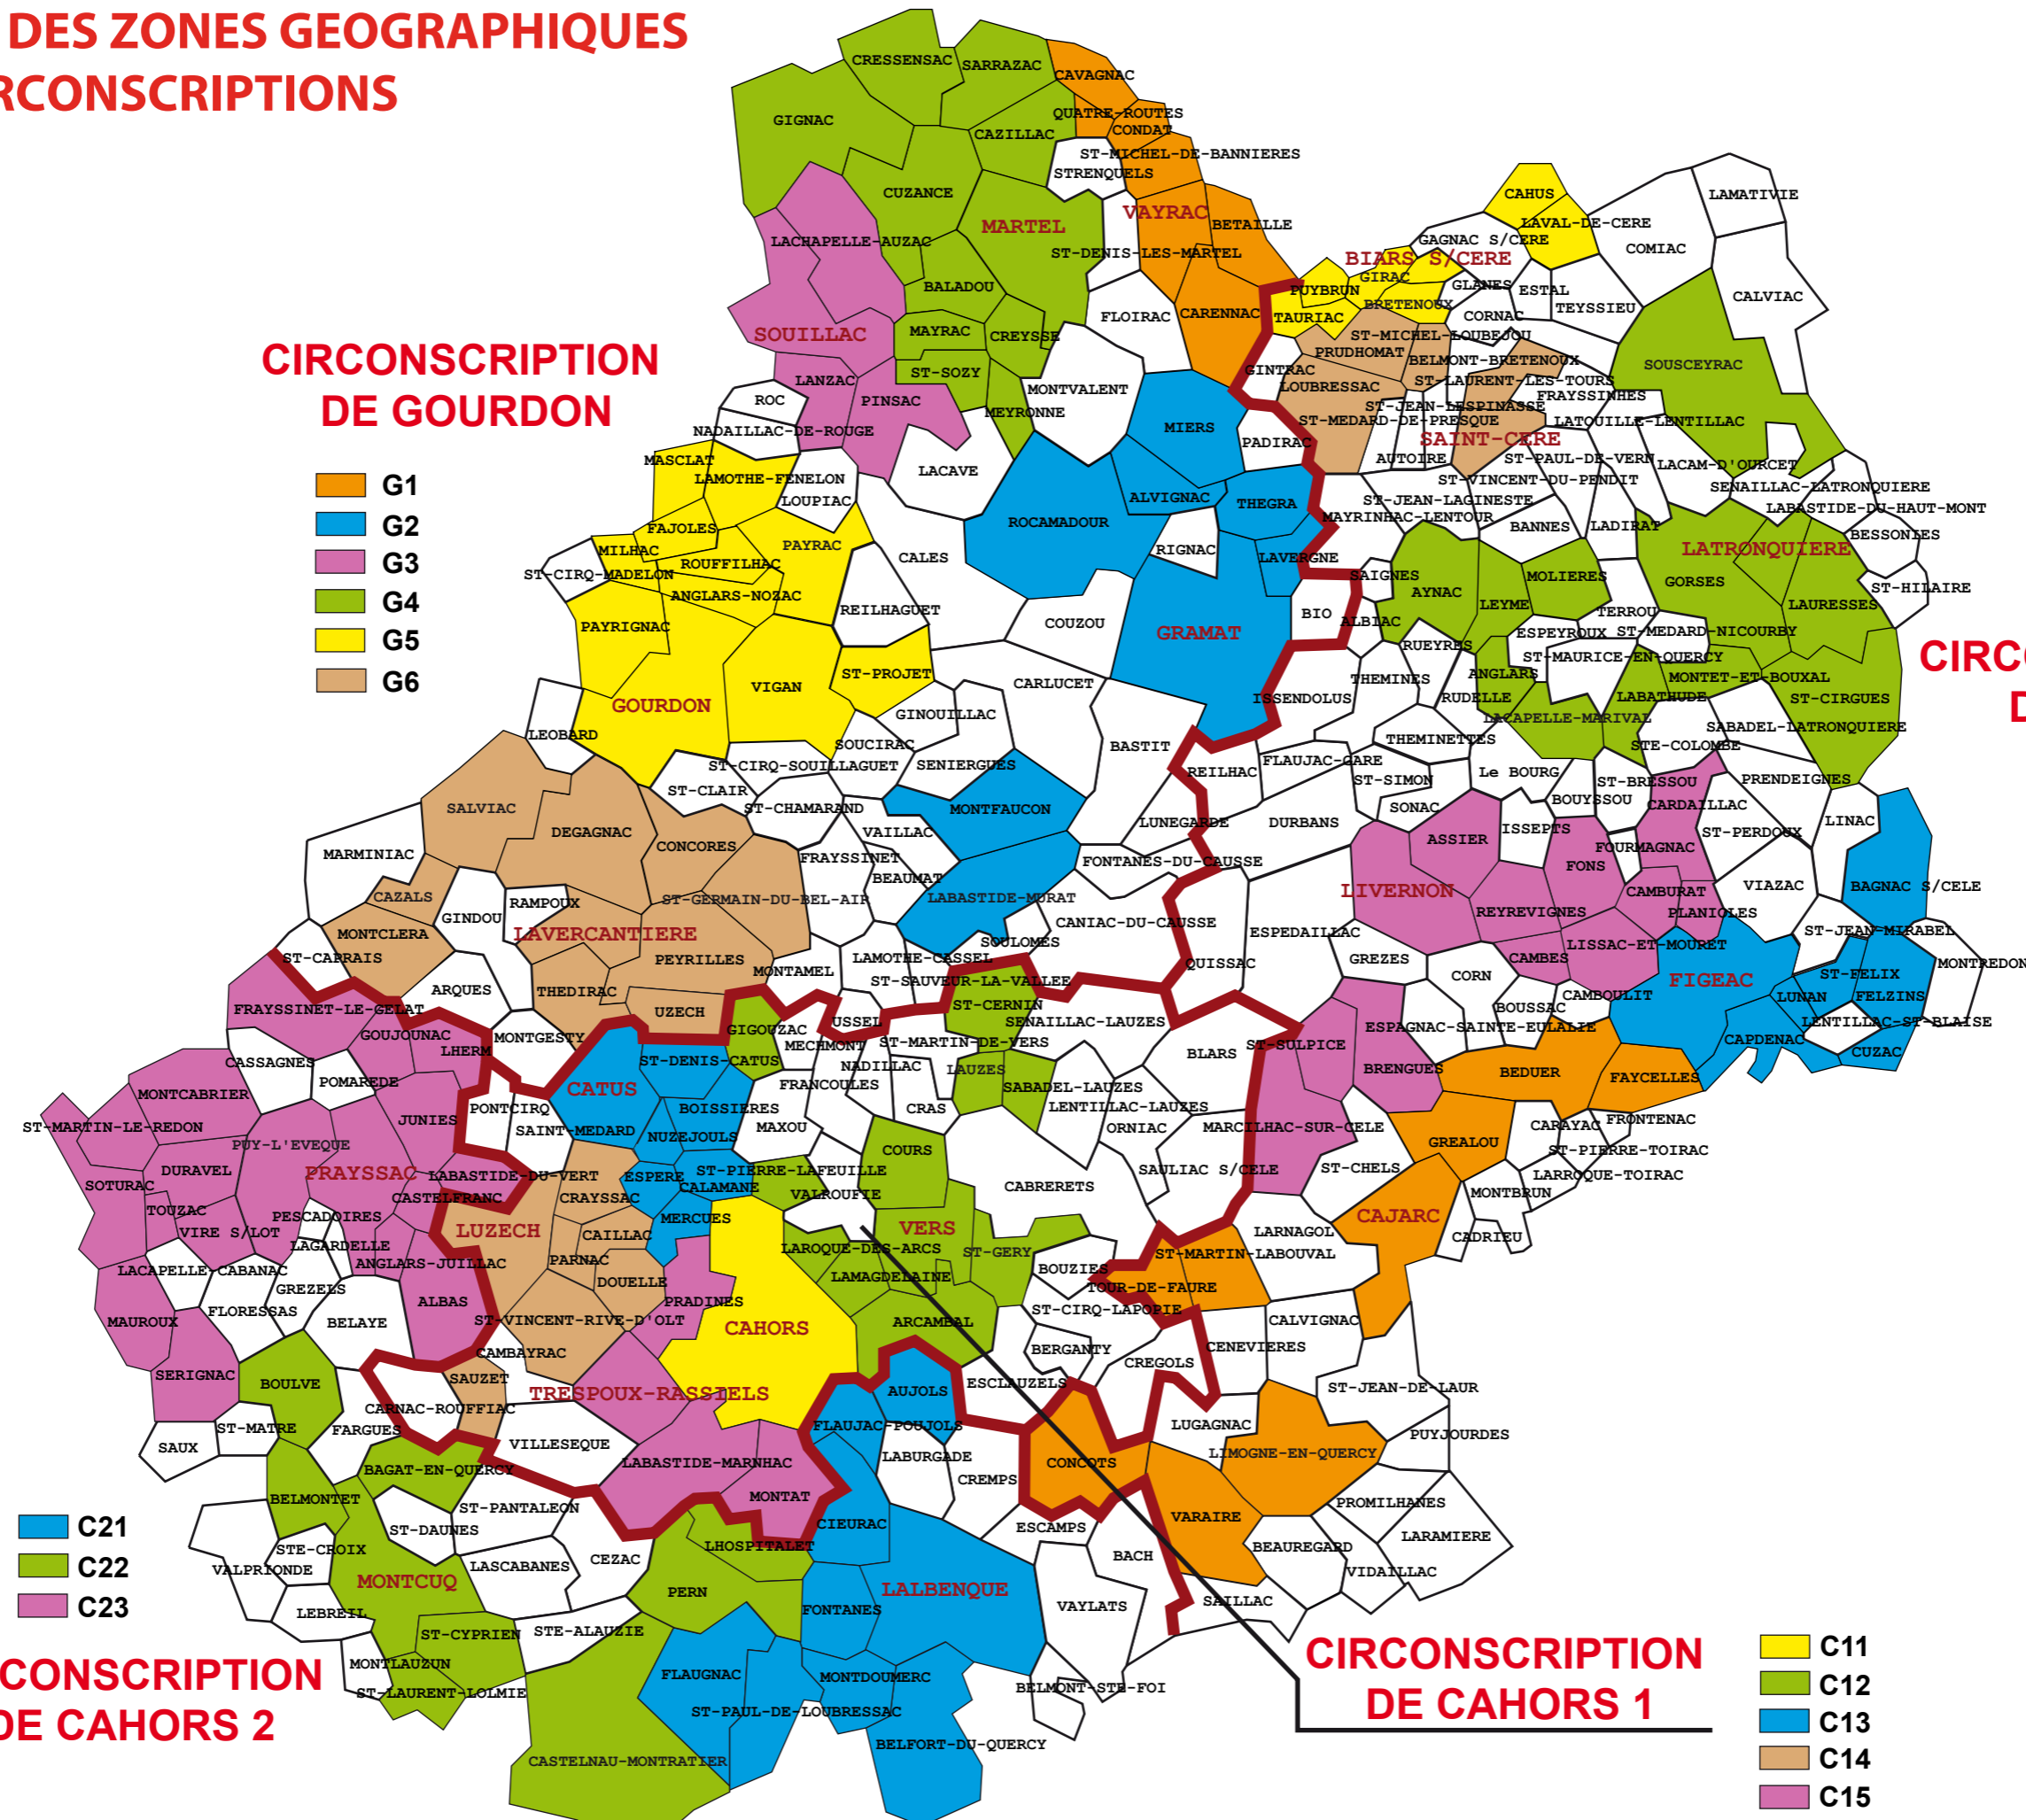 DES ZONES GEOGRAPHIQUES
RCONSCRIPTIONS
CRESSENSAC
SARRAZAC
CAVAGNAC
GIGNAC
QUATRE-ROUTES
CAZILLAC
CONDAT
ST-MICHEL-DE-BANNIERES
STRENQUELS
CUZANCE
CAHUS
LAMATIVIE
MARTEL
VAYRAC
BETAILLE
LAVAL-DE-CERE
LACHAPELLE-AUZAC
ST-DENIS-LES-MARTEL
GAGNAC S/CERE
COMIAC
BIARS S/CERE
GIRAC
BALADOU
PUYBRUN
GLANES
ESTAL
CALVIAC
BRETENOUX
TEYSSIEU
SOUILLAC
MAYRAC
CREYSSE
FLOIRAC
CARENNAC
TAURIAC
CORNAC
ST-MICHEL-LOUBEJOU
CIRCONSCRIPTION
DE GOURDON
PRUDHOMAT
BELMONT-BRETENOUX
SOUSCEYRAC
LANZAC
ST-SOZY
GINTRAC
ST-LAURENT-LES-TOURS
ROC
PINSAC
MONTVALENT
LOUBRESSAC
FRAYSSINHES
MEYRONNE
ST-JEAN-LESPINASSE
NADAILLAC-DE-ROUGE
MIERS
PADIRAC
ST-MEDARD-DE-PRESQUE
LATOUILLE-LENTILLAC
SAINT-CERE
MASCLAT
LAMOTHE-FENELON
LACAVE
AUTOIRE
ST-PAUL-DE-VERN
LACAM-D'OURCET
G1
LOUPIAC
ALVIGNAC
THEGRA
ST-VINCENT-DU-PENDIT
SENAILLAC-LATRONQUIERE
ST-JEAN-LAGINESTE
LABASTIDE-DU-HAUT-MONT
G2
FAJOLES
ROCAMADOUR
MAYRINHAC-LENTOUR
BANNES
LADIRAT
BESSONIES
G3
MILHAC
PAYRAC
CALES
RIGNAC
LAVERGNE
LATRONQUIERE
ST-CIRQ-MADELON
ROUFFILHAC
SAIGNES
MOLIERES
GORSES
ST-HILAIRE
G4
ANGLARS-NOZAC
REILHAGUET
AYNAC
LEYME
LAURESSES
G5
PAYRIGNAC
COUZOU
GRAMAT
BIO
ALBIAC
TERROU
ESPEYROUX
ST-MEDARD-NICOURBY
RUEYRES
ST-MAURICE-EN-QUERCY
CIRC
G6
VIGAN
ST-PROJET
CARLUCET
THEMINES
ANGLARS
MONTET-ET-BOUXAL
D
GOURDON
GINOUILLAC
ISSENDOLUS
RUDELLE
LABATHUDE
ST-CIRGUES
LACAPELLE-MARIVAL
LEOBARD
SOUCIRAC
BASTIT
THEMINETTES
SABADEL-LATRONQUIERE
STE-COLOMBE
ST-CIRQ-SOUILLAGUET
SENIERGUES
REILHAC
FLAUJAC-GARE
ST-SIMON
Le BOURG
ST-BRESSOU
PRENDEIGNES
ST-CLAIR
ST-CHAMARAND
MONTFAUCON
SONAC
BOUYSSOU
CARDAILLAC
SALVIAC
DEGAGNAC
VAILLAC
LUNEGARDE
DURBANS
ISSEPTS
ST-PERDOUX
LINAC
MARMINIAC
CONCORES
FRAYSSINET
FONTANES-DU-CAUSSE
ASSIER
FONS
FOURMAGNAC
BEAUMAT
LIVERNON
CAMBURAT
VIAZAC
BAGNAC S/CELE
CAZALS
GINDOU
RAMPOUX
ST-GERMAIN-DU-BEL-AIR
LABASTIDE-MURAT
CANIAC-DU-CAUSSE
REYREVIGNES
PLANIOLES
MONTCLERA
LAVERCANTIERE
SOULOMES
ESPEDAILLAC
LISSAC-ET-MOURET
ST-JEAN-MIRABEL
ST-CAPRAIS
PEYRILLES
MONTAMEL
LAMOTHE-CASSEL
QUISSAC
GREZES
CAMBES
MONTREDON
ARQUES
THEDIRAC
ST-SAUVEUR-LA-VALLEE
CORN
FIGEAC
ST-FELIX
FRAYSSINET-LE-GELAT
UZECH
ST-CERNIN
BOUSSAC
CAMBOULIT
LUNAN
FELZINS
GOUJOUNAC
MONTGESTY
GIGOUZAC
USSEL
SENAILLAC-LAUZES
ESPAGNAC-SAINTE-EULALIE
LENTILLAC-ST-BLAISE
CASSAGNES
LHERM
ST-DENIS-CATUS
MECHMONT
ST-MARTIN-DE-VERS
BLARS
ST-SULPICE
CAPDENAC
CUZAC
POMAREDE
CATUS
NADILLAC
LAUZES
BRENGUES
BEDUER
FAYCELLES
MONTCABRIER
FRANCOULES
SABADEL-LAUZES
JUNIES
PONTCIRQ
BOISSIERES
CRAS
LENTILLAC-LAUZES
ST-MARTIN-LE-REDON
SAINT-MEDARD
MAXOU
ORNIAC
MARCILHAC-SUR-CELE
CARAYAC
FRONTENAC
PUY-L'EVEQUE
NUZEJOULS
COURS
GREALOU
ST-PIERRE-TOIRAC
DURAVEL
PRAYSSAC
LABASTIDE-DU-VERT
ESPERE
ST-PIERRE-LAFEUILLE
SAULIAC S/CELE
ST-CHELS
LARROQUE-TOIRAC
SOTURAC
CASTELFRANC
CRAYSSAC
CALAMANE
VALROUFIE
CABRERETS
MONTBRUN
TOUZAC
PESCADOIRES
MERCUES
CAJARC
VIRE S/LOT
LUZECH
CAILLAC
VERS
LARNAGOL
CADRIEU
LAGARDELLE
PARNAC
LAROQUE-DES-ARCS
ST-GERY
ST-MARTIN-LABOUVAL
LACAPELLE-CABANAC
ANGLARS-JUILLAC
DOUELLE
LAMAGDELAINE
BOUZIES
GREZELS
TOUR-DE-FAURE
FLORESSAS
ALBAS
PRADINES
ST-CIRQ-LAPOPIE
MAUROUX
BELAYE
ST-VINCENT-RIVE-D'OLT
CAHORS
ARCAMBAL
CALVIGNAC
CAMBAYRAC
BERGANTY
CENEVIERES
SERIGNAC
BOULVE
SAUZET
TRESPOUX-RASSIELS
AUJOLS
ESCLAUZELS
CREGOLS
ST-JEAN-DE-LAUR
CARNAC-ROUFFIAC
ST-MATRE
FARGUES
FLAUJAC-POUJOLS
LUGAGNAC
PUYJOURDES
SAUX
VILLESEQUE
LABURGADE
LIMOGNE-EN-QUERCY
BAGAT-EN-QUERCY
LABASTIDE-MARNHAC
CREMPS
CONCOTS
BELMONTET
ST-PANTALEON
MONTAT
PROMILHANES
C21
ST-DAUNES
CIEURAC
ESCAMPS
VARAIRE
LARAMIERE
STE-CROIX
LHOSPITALET
BACH
BEAUREGARD
C22
VALPRIONDE
LASCABANES
CEZAC
VIDAILLAC
MONTCUQ
PERN
LALBENQUE
C23
LEBREIL
FONTANES
VAYLATS
SAILLAC
ST-CYPRIEN
STE-ALAUZIE
CONSCRIPTION
DE CAHORS 2
MONTLAUZUN
FLAUGNAC
MONTDOUMERC
CIRCONSCRIPTION
DE CAHORS 1
C11
ST-LAURENT-LOLMIE
BELMONT-STE-FOI
C12
ST-PAUL-DE-LOUBRESSAC
C13
CASTELNAU-MONTRATIER
BELFORT-DU-QUERCY
C14
C15